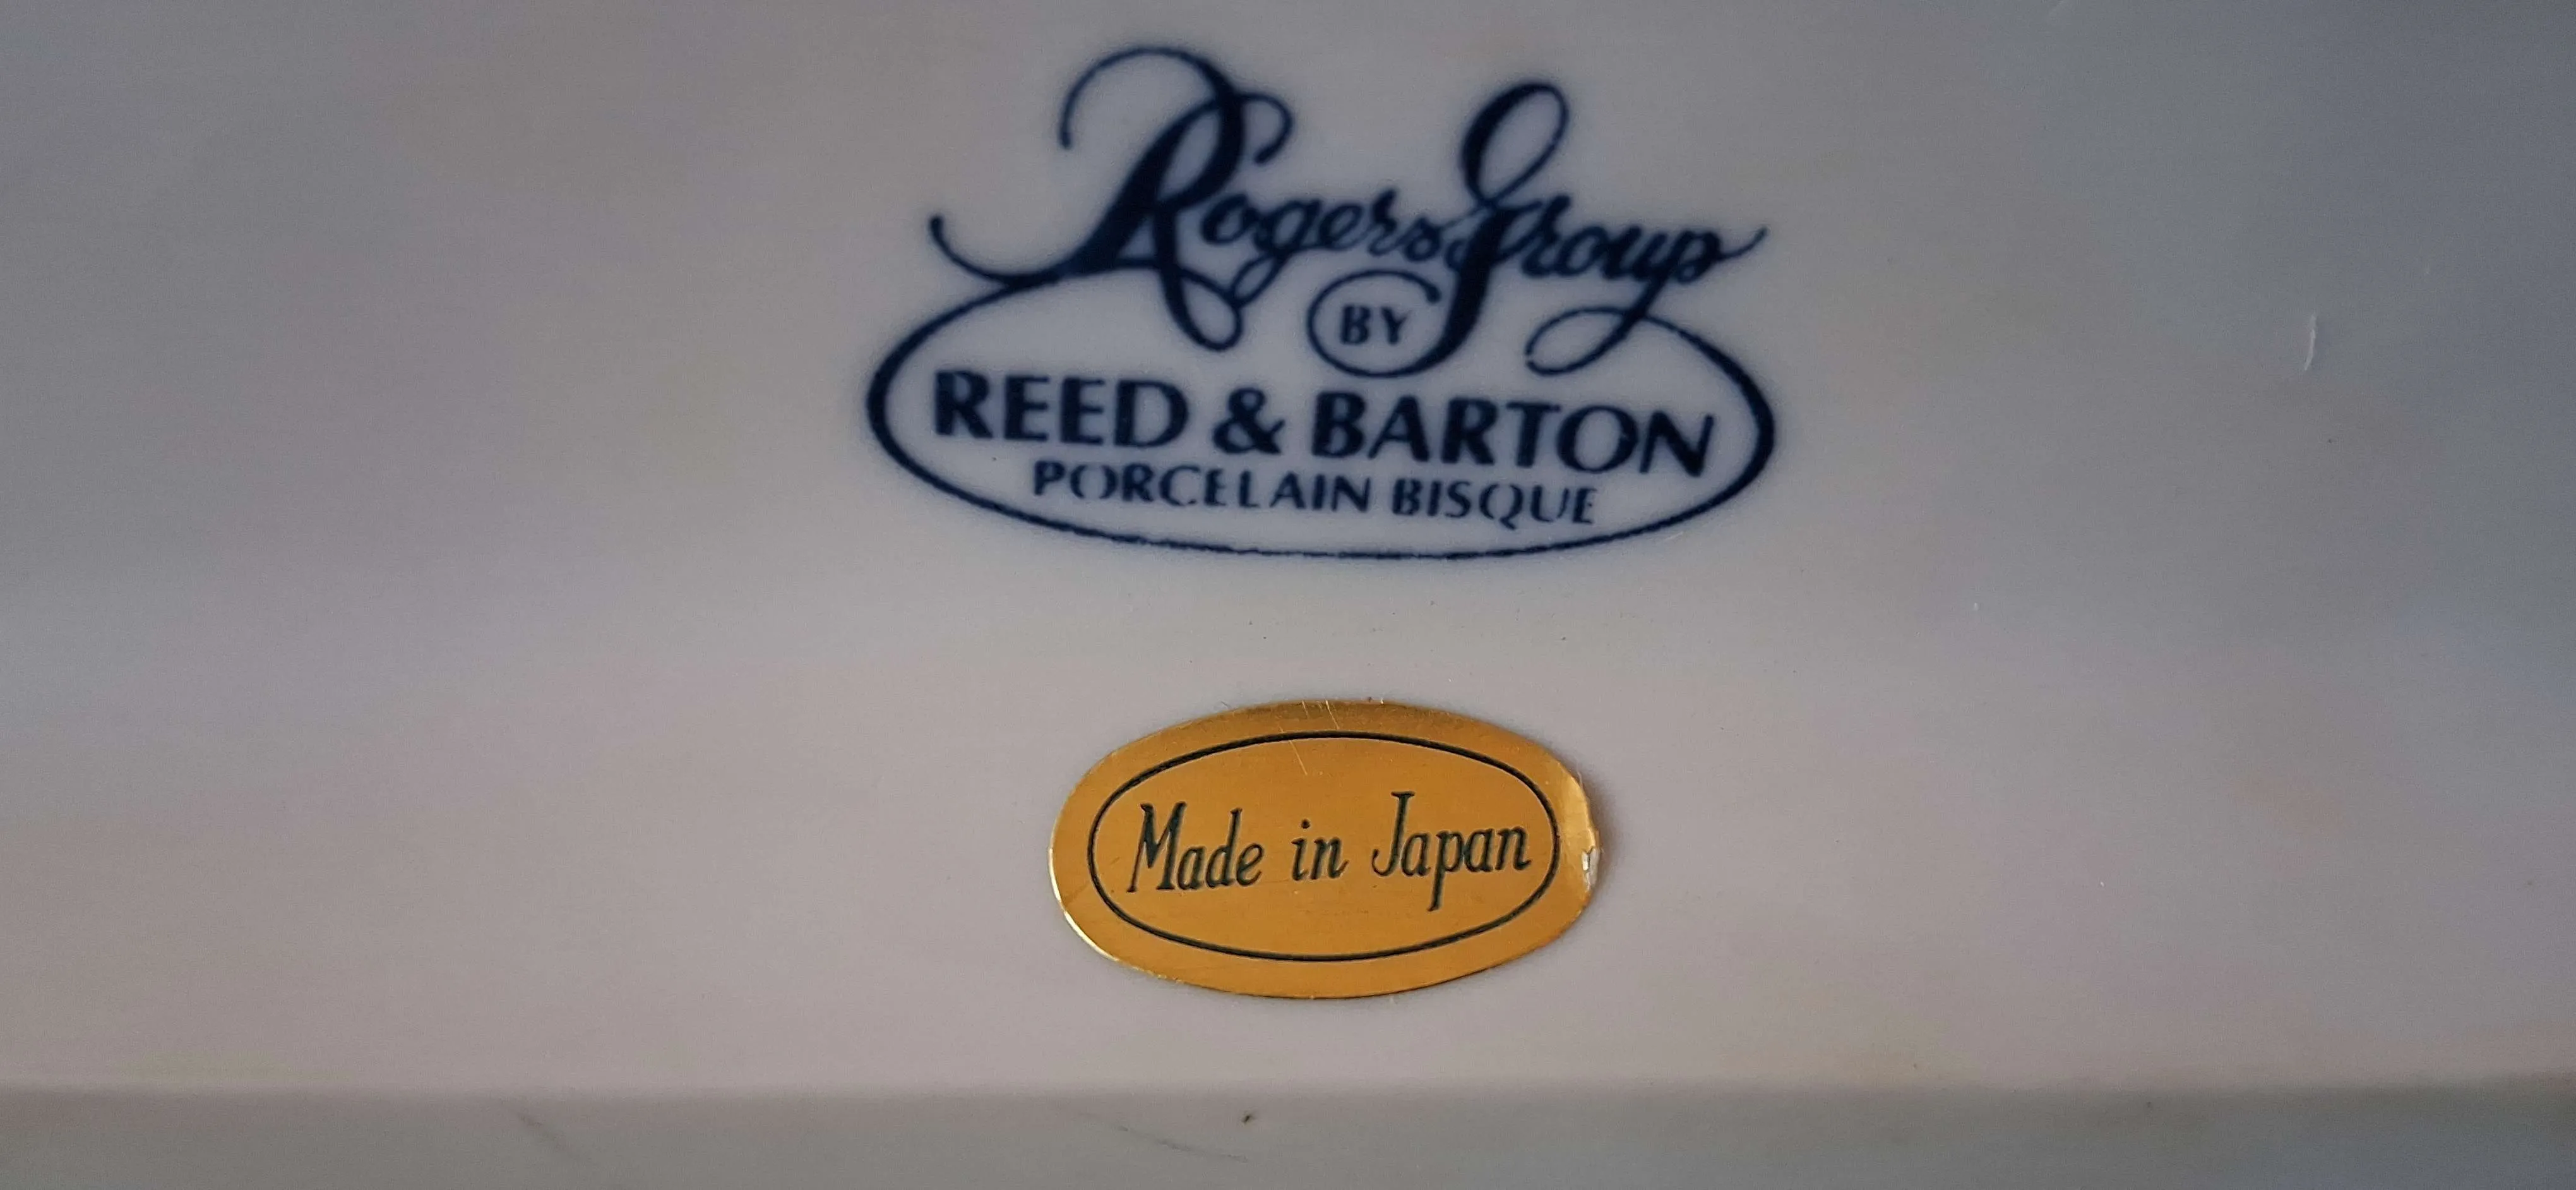 Rogers Group
BY
REED & BARTON
PORCELAIN BISQUE
Made in Japan